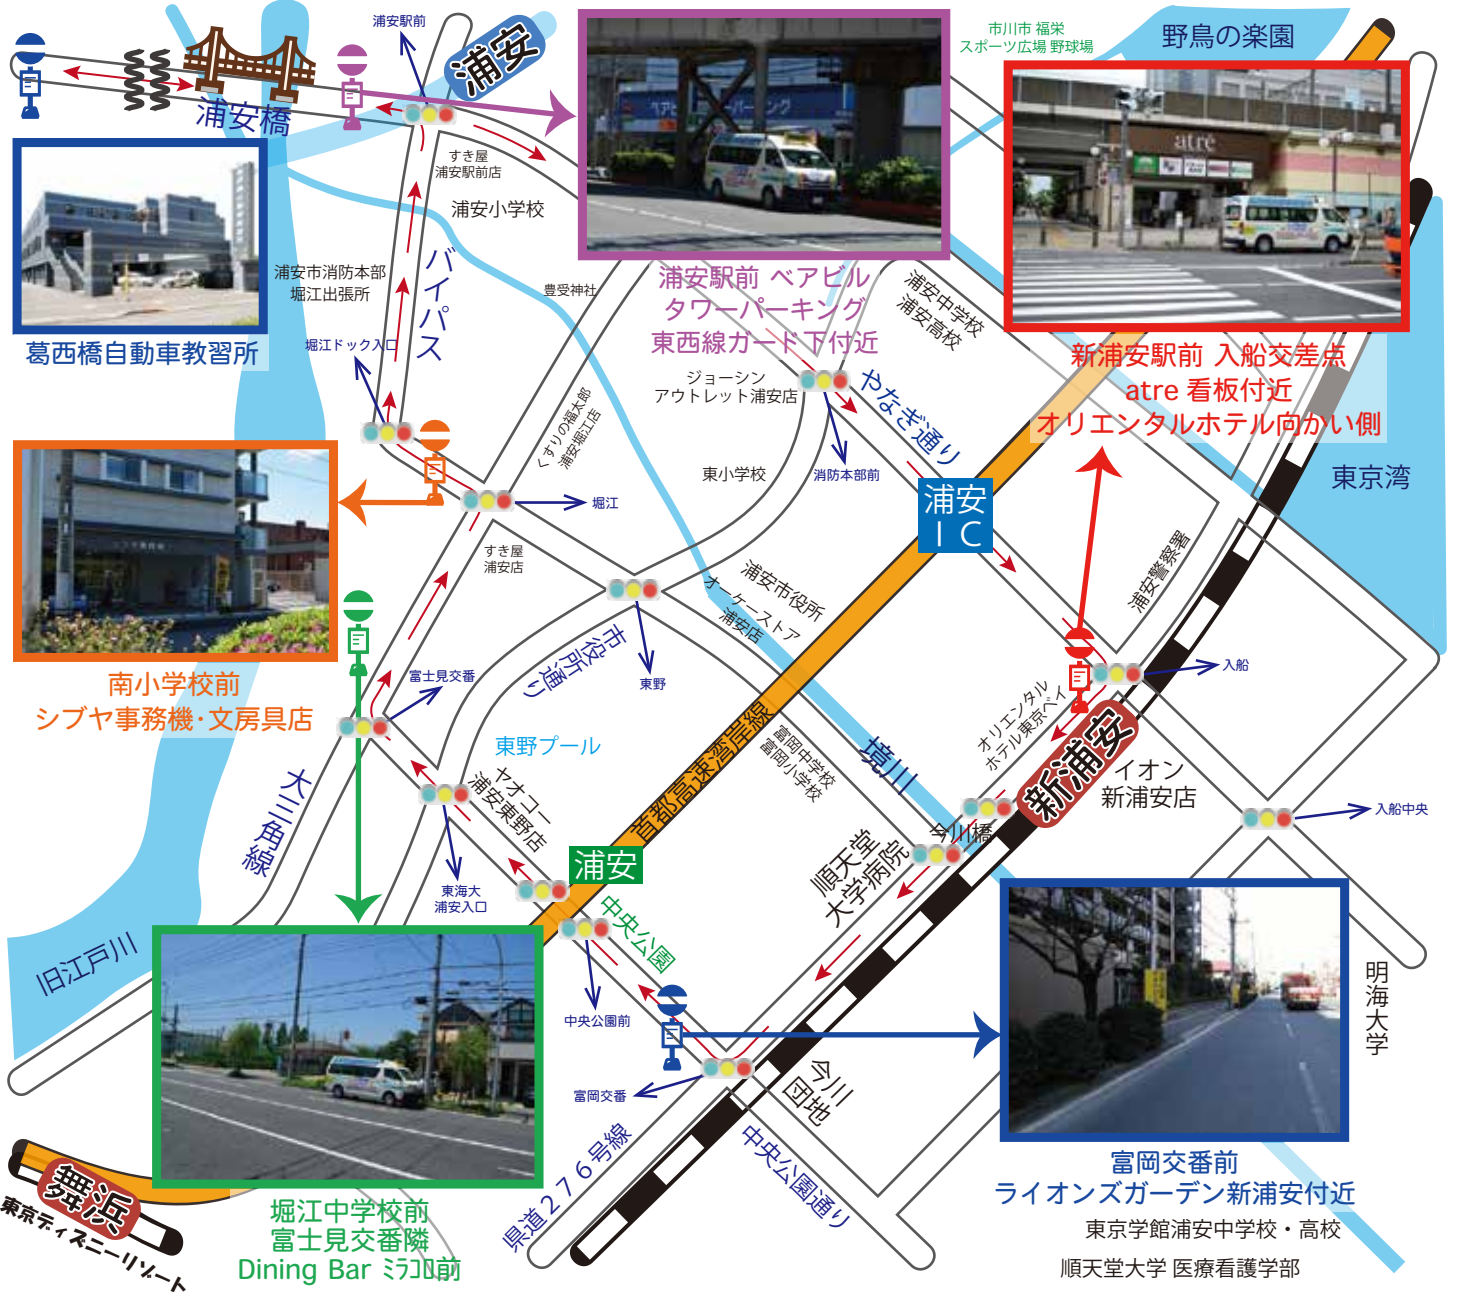 浦安駅前
浦安
市川市 福栄
スポーツ広場 野球場
野鳥の楽園
浦安橋
すき屋
浦安駅前店
浦安小学校
atre
バイパス
浦安市消防本部
堀江出張所
豊受神社
浦安駅前 ベアビル
タワーパーキング
東西線ガード下付近
浦安中学校
浦安高校
葛西橋自動車教習所
堀江ドック入口
ジョーシン
アウトレット浦安店
やなぎ通り
新浦安駅前 入船交差点
atre 看板付近
オリエンタルホテル向かい側
くすりの福太郎
浦安堀江店
東小学校
消防本部前
東京湾
浦安
IC
堀江
すき屋
浦安店
浦安警察署
浦安市役所
オーケーストア
浦安店
市役所通り
東野
入船
南小学校前
シブヤ事務機・文房具店
富士見交番
東野プール
首都高速湾岸線
富岡中学校
富岡小学校
境川
オリエンタル
ホテル東京ベイ
新浦安
イオン
新浦安店
大三角線
ヤオコー
浦安東野店
今川橋
入船中央
浦安
順天堂
大学病院
東海大
浦安入口
中央公園
旧江戸川
中央公園前
明海大学
富岡交番
今川
団地
県道276号線
中央公園通り
舞浜
東京ディズニーリゾート
堀江中学校前
富士見交番隣
Dining Bar ミラコロ前
富岡交番前
ライオンズガーデン新浦安付近
東京学館浦安中学校・高校
順天堂大学 医療看護学部